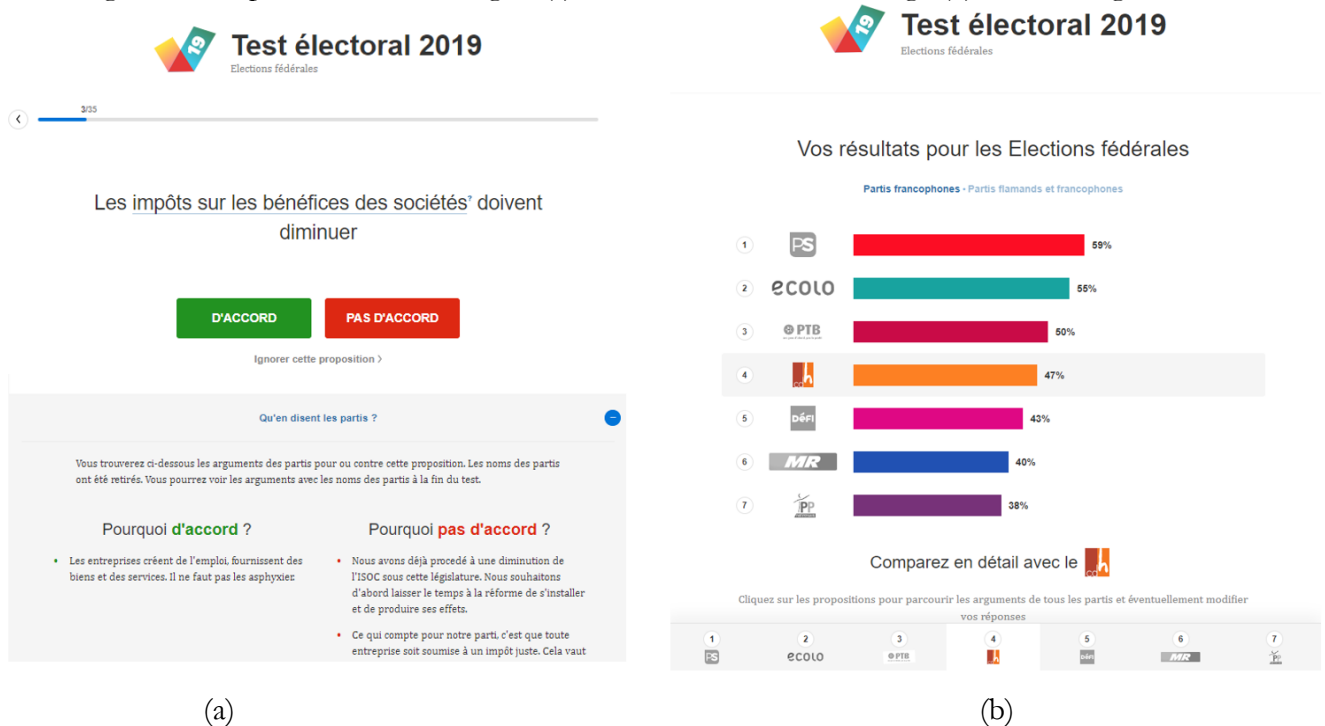 19
Test électoral 2019
Elections fédérales
3/35
Les impôts sur les bénéfices des sociétés? doivent
diminuer
D'ACCORD
PAS D'ACCORD
Ignorer cette proposition >
Qu'en disent les partis ?
Vous trouverez ci-dessous les arguments des partis pour ou contre cette proposition. Les noms des partis
ont été retirés. Vous pourrez voir les arguments avec les noms des partis à la fin du test.
Pourquoi d'accord ?
• Les entreprises créent de l'emploi, fournissent des
biens et des services. Il ne faut pas les asphyxier.
Pourquoi pas d'accord ?
• Nous avons déjà procedé à une diminution de
l'ISOC sous cette législature. Nous souhaitons
d'abord laisser le temps à la réforme de s'installer
et de produire ses effets.
• Ce qui compte pour notre parti, c'est que toute
entreprise soit soumise à un impôt juste. Cela vaut
(a)
19
Test électoral 2019
Elections fédérales
Vos résultats pour les Elections fédérales
Partis francophones · Partis flamands et francophones
1 PS 59%
2 ecolo 55%
3 PTB 50%
4 cdh 47%
5 DéFI 43%
6 MR 40%
7 PP 38%
Comparez en détail avec le cdh
Cliquez sur les propositions pour parcourir les arguments de tous les partis et éventuellement modifier
vos réponses
1 2 3 4 5 6 7
PS ecolo PTB cdh DéFI MR PP
(b)